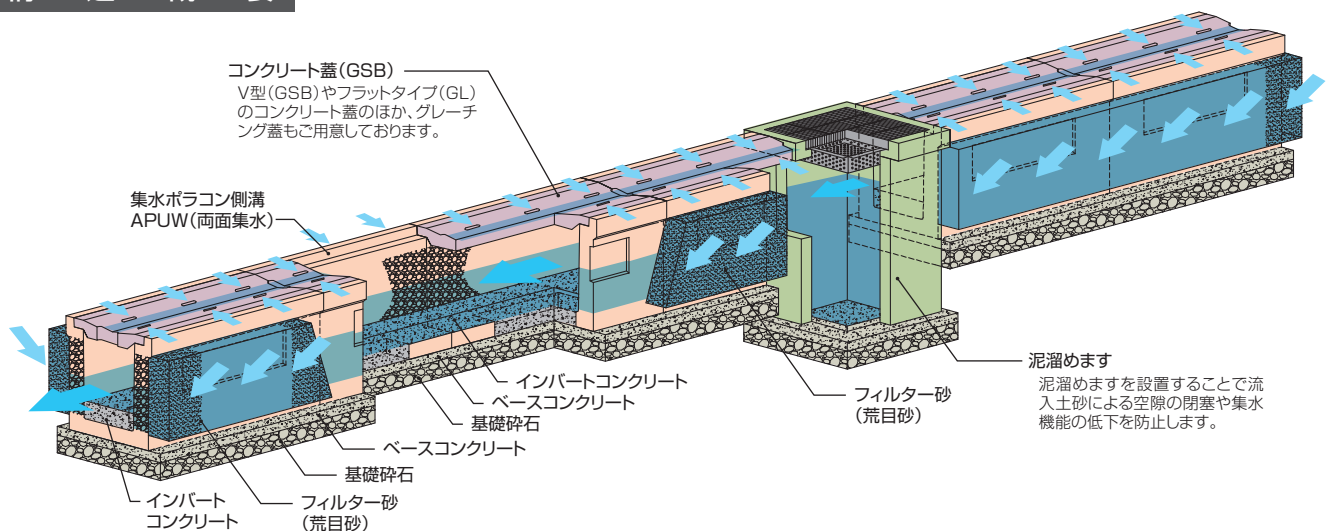 コンクリート蓋(GSB)
V型(GSB)やフラットタイプ(GL)
のコンクリート蓋のほか、グレーチ
ング蓋もご用意しております。
集水ポラコン側溝
APUW(両面集水)
インバートコンクリート
ベースコンクリート
基礎砕石
フィルター砂
(荒目砂)
泥溜めます
泥溜めますを設置することで流
入土砂による空隙の閉塞や集水
機能の低下を防止します。
ベースコンクリート
基礎砕石
インバート
コンクリート
フィルター砂
(荒目砂)